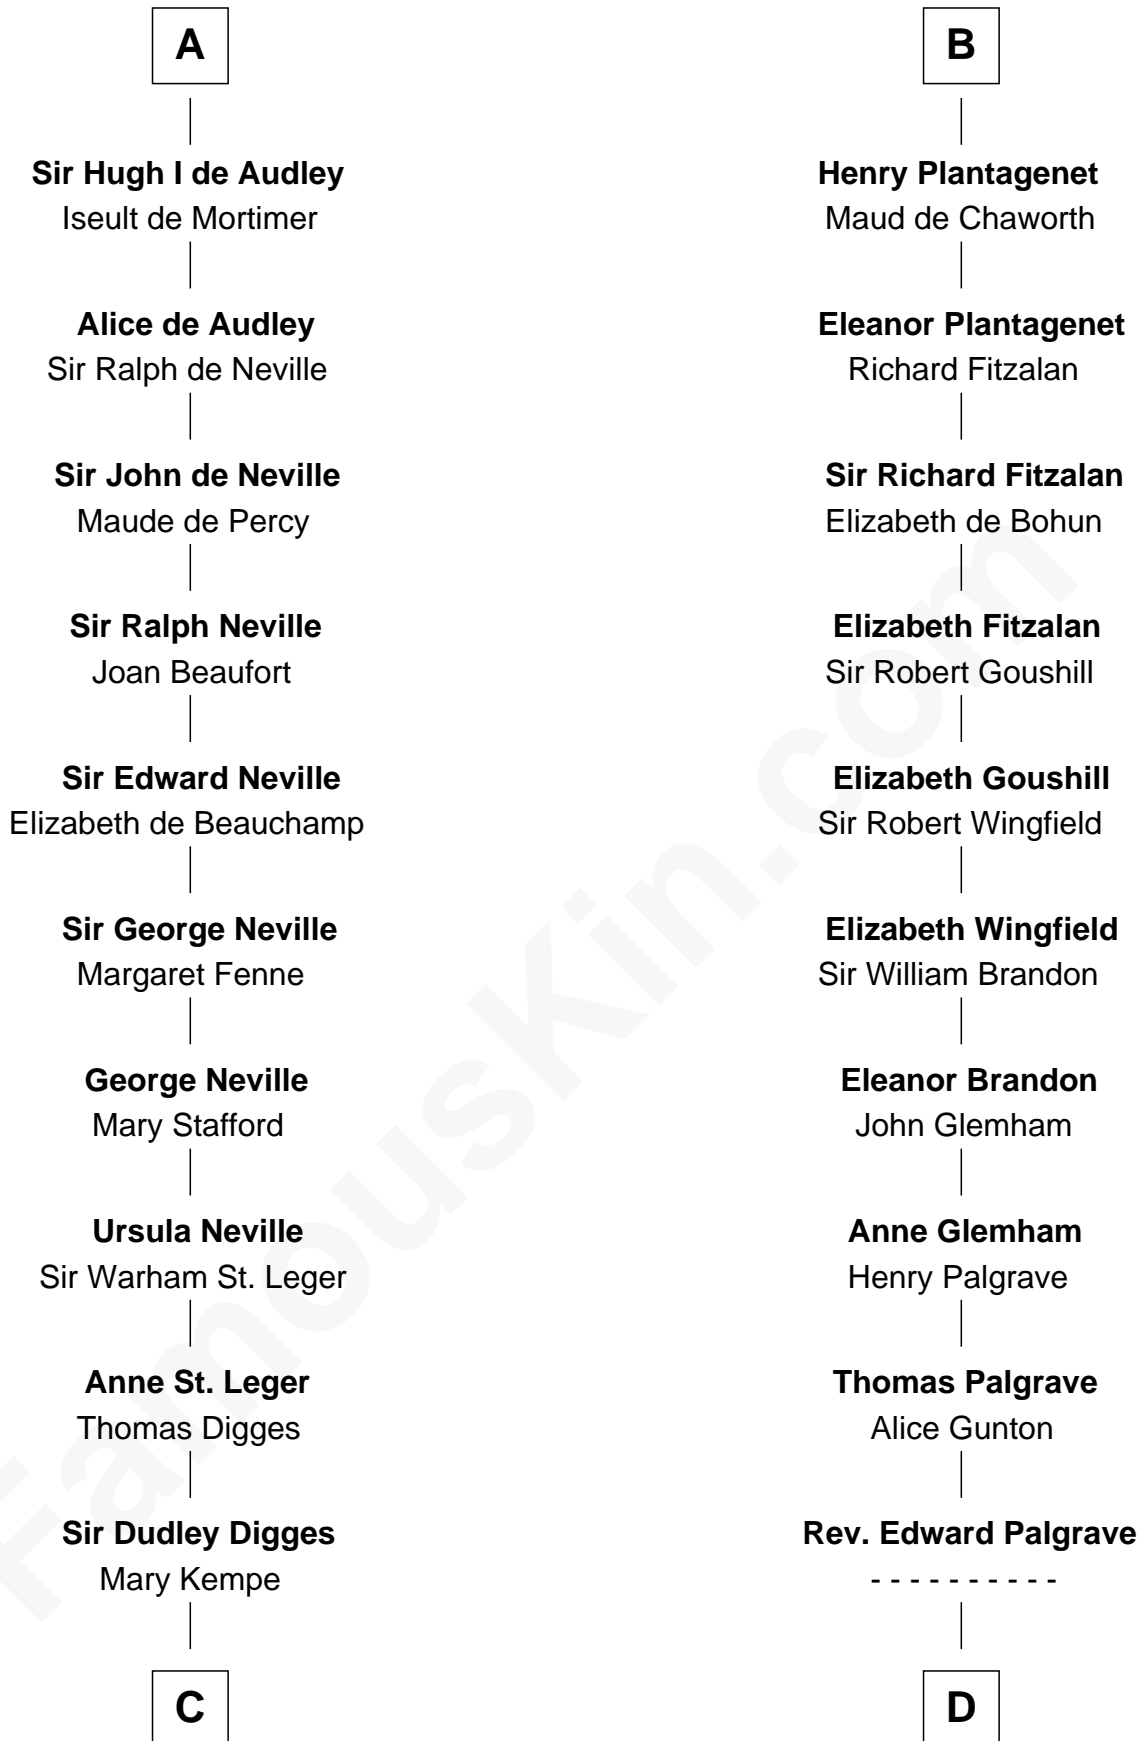 A
Sir Hugh I de Audley
Iseult de Mortimer
Alice de Audley
Sir Ralph de Neville
Sir John de Neville
Maude de Percy
Sir Ralph Neville
Joan Beaufort
Sir Edward Neville
Elizabeth de Beauchamp
Sir George Neville
Margaret Fenne
George Neville
Mary Stafford
Ursula Neville
Sir Warham St. Leger
Anne St. Leger
Thomas Digges
Sir Dudley Digges
Mary Kempe
C
B
Henry Plantagenet
Maud de Chaworth
Eleanor Plantagenet
Richard Fitzalan
Sir Richard Fitzalan
Elizabeth de Bohun
Elizabeth Fitzalan
Sir Robert Goushill
Elizabeth Goushill
Sir Robert Wingfield
Elizabeth Wingfield
Sir William Brandon
Eleanor Brandon
John Glemham
Anne Glemham
Henry Palgrave
Thomas Palgrave
Alice Gunton
Rev. Edward Palgrave
- - - - - - - - - -
D
FamousKin.com